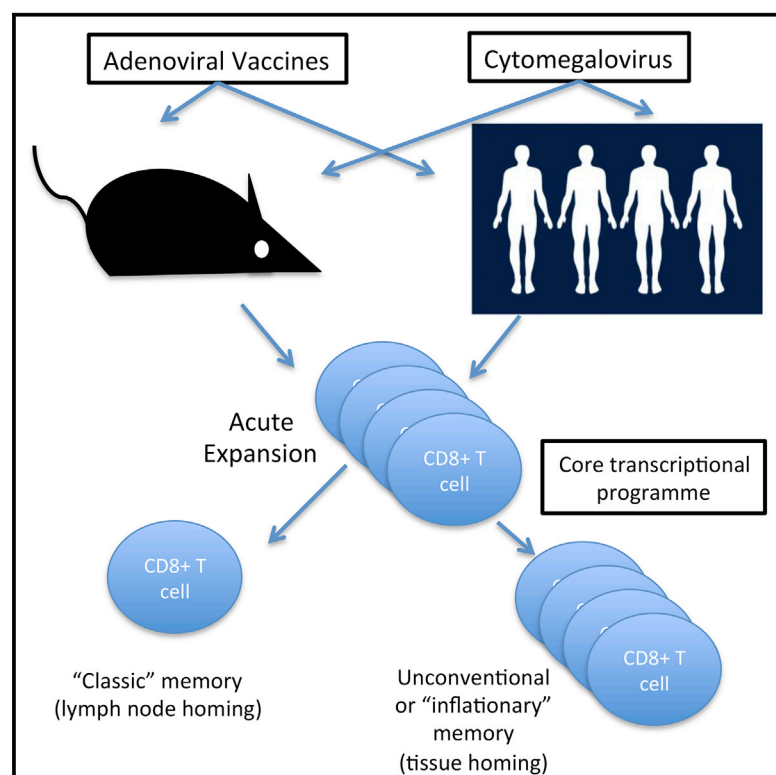 Adenoviral Vaccines
Cytomegalovirus
Acute
Expansion
CD8+ T
cell
Core transcriptional
programme
CD8+ T
cell
CD8+ T
cell
“Classic” memory
(lymph node homing)
Unconventional
or “inflationary”
memory
(tissue homing)